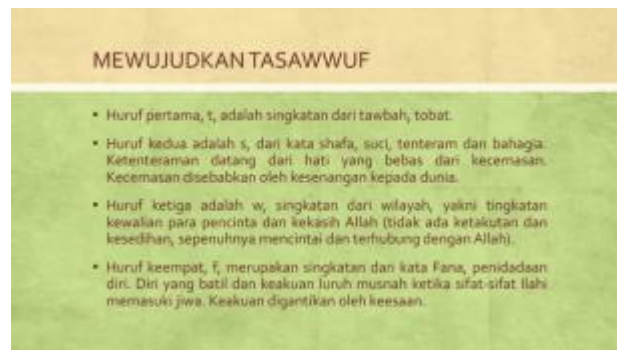 MEWUJUDKAN TASAWWUF
▪ Huruf pertama, t, adalah singkatan dari tawbah, tobat.
▪ Huruf kedua adalah s, dari kata shafa, suci, tenteram dan bahagia.
Ketenteraman datang dari hati yang bebas dari kecemasan.
Kecemasan disebabkan oleh kesenangan kepada dunia.
▪ Huruf ketiga adalah w, singkatan dari wilayah, yakni tingkatan
kewalian para pencinta dan kekasih Allah (tidak ada ketakutan dan
kesedihan, sepenuhnya mencintai dan terhubung dengan Allah).
▪ Huruf keempat, f, merupakan singkatan dari kata Fana, penidadaan
diri. Diri yang batil dan keakuan luruh musnah ketika sifat-sifat Ilahi
memasuki jiwa. Keakuan digantikan oleh keesaan.